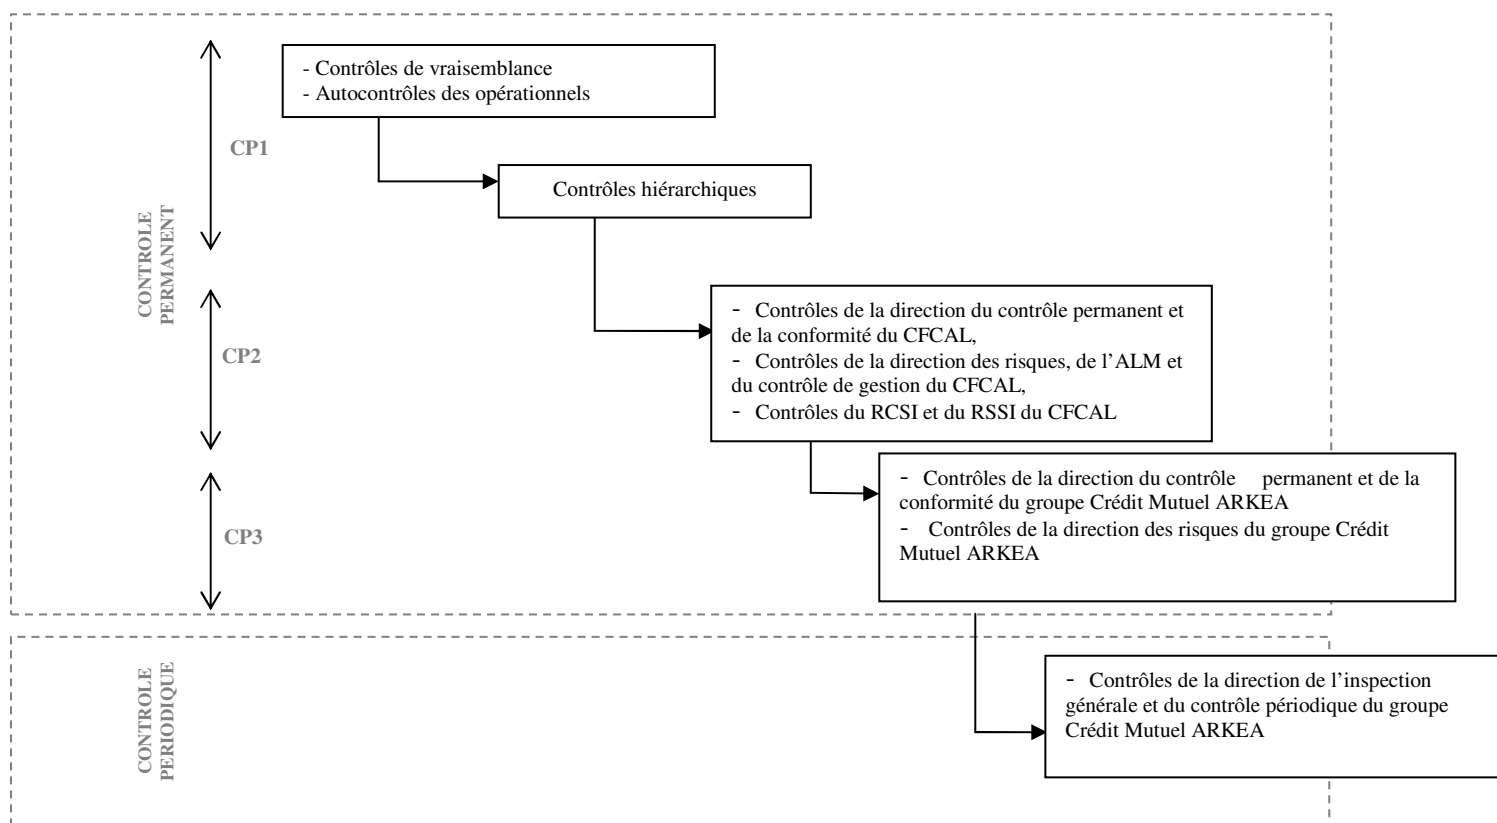 - Contrôles de vraisemblance
- Autocontrôles des opérationnels
CP1
Contrôles hiérarchiques
CONTROLE
PERMANENT
- Contrôles de la direction du contrôle permanent et
de la conformité du CFCAL,
- Contrôles de la direction des risques, de l’ALM et
du contrôle de gestion du CFCAL,
- Contrôles du RCSI et du RSSI du CFCAL
CP2
- Contrôles de la direction du contrôle permanent et de la
conformité du groupe Crédit Mutuel ARKEA
- Contrôles de la direction des risques du groupe Crédit
Mutuel ARKEA
CP3
CONTROLE
PERIODIQUE
- Contrôles de la direction de l’inspection
générale et du contrôle périodique du groupe
Crédit Mutuel ARKEA